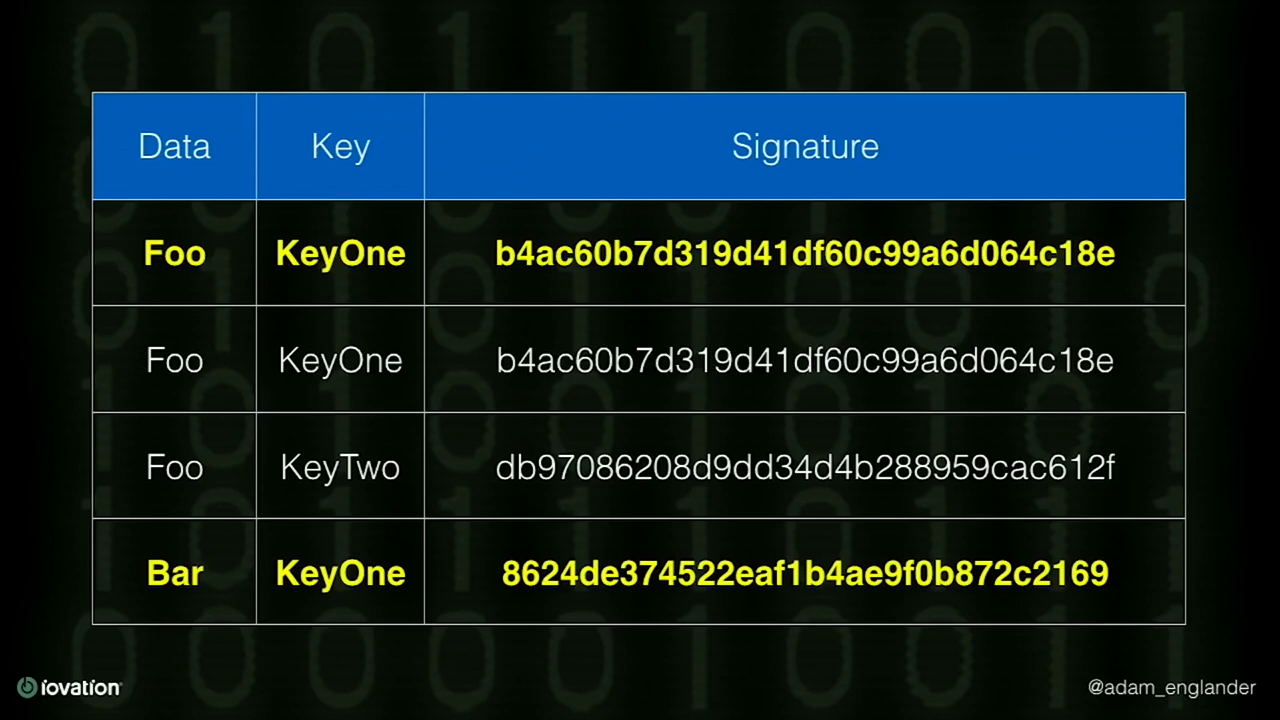 Data Key Signature
Foo KeyOne b4ac60b7d319d41df60c99a6d064c18e
Foo KeyOne b4ac60b7d319d41df60c99a6d064c18e
Foo KeyTwo db97086208d9dd34d4b288959cac612f
Bar KeyOne 8624de374522eaf1b4ae9f0b872c2169
iovation
@adam_englander